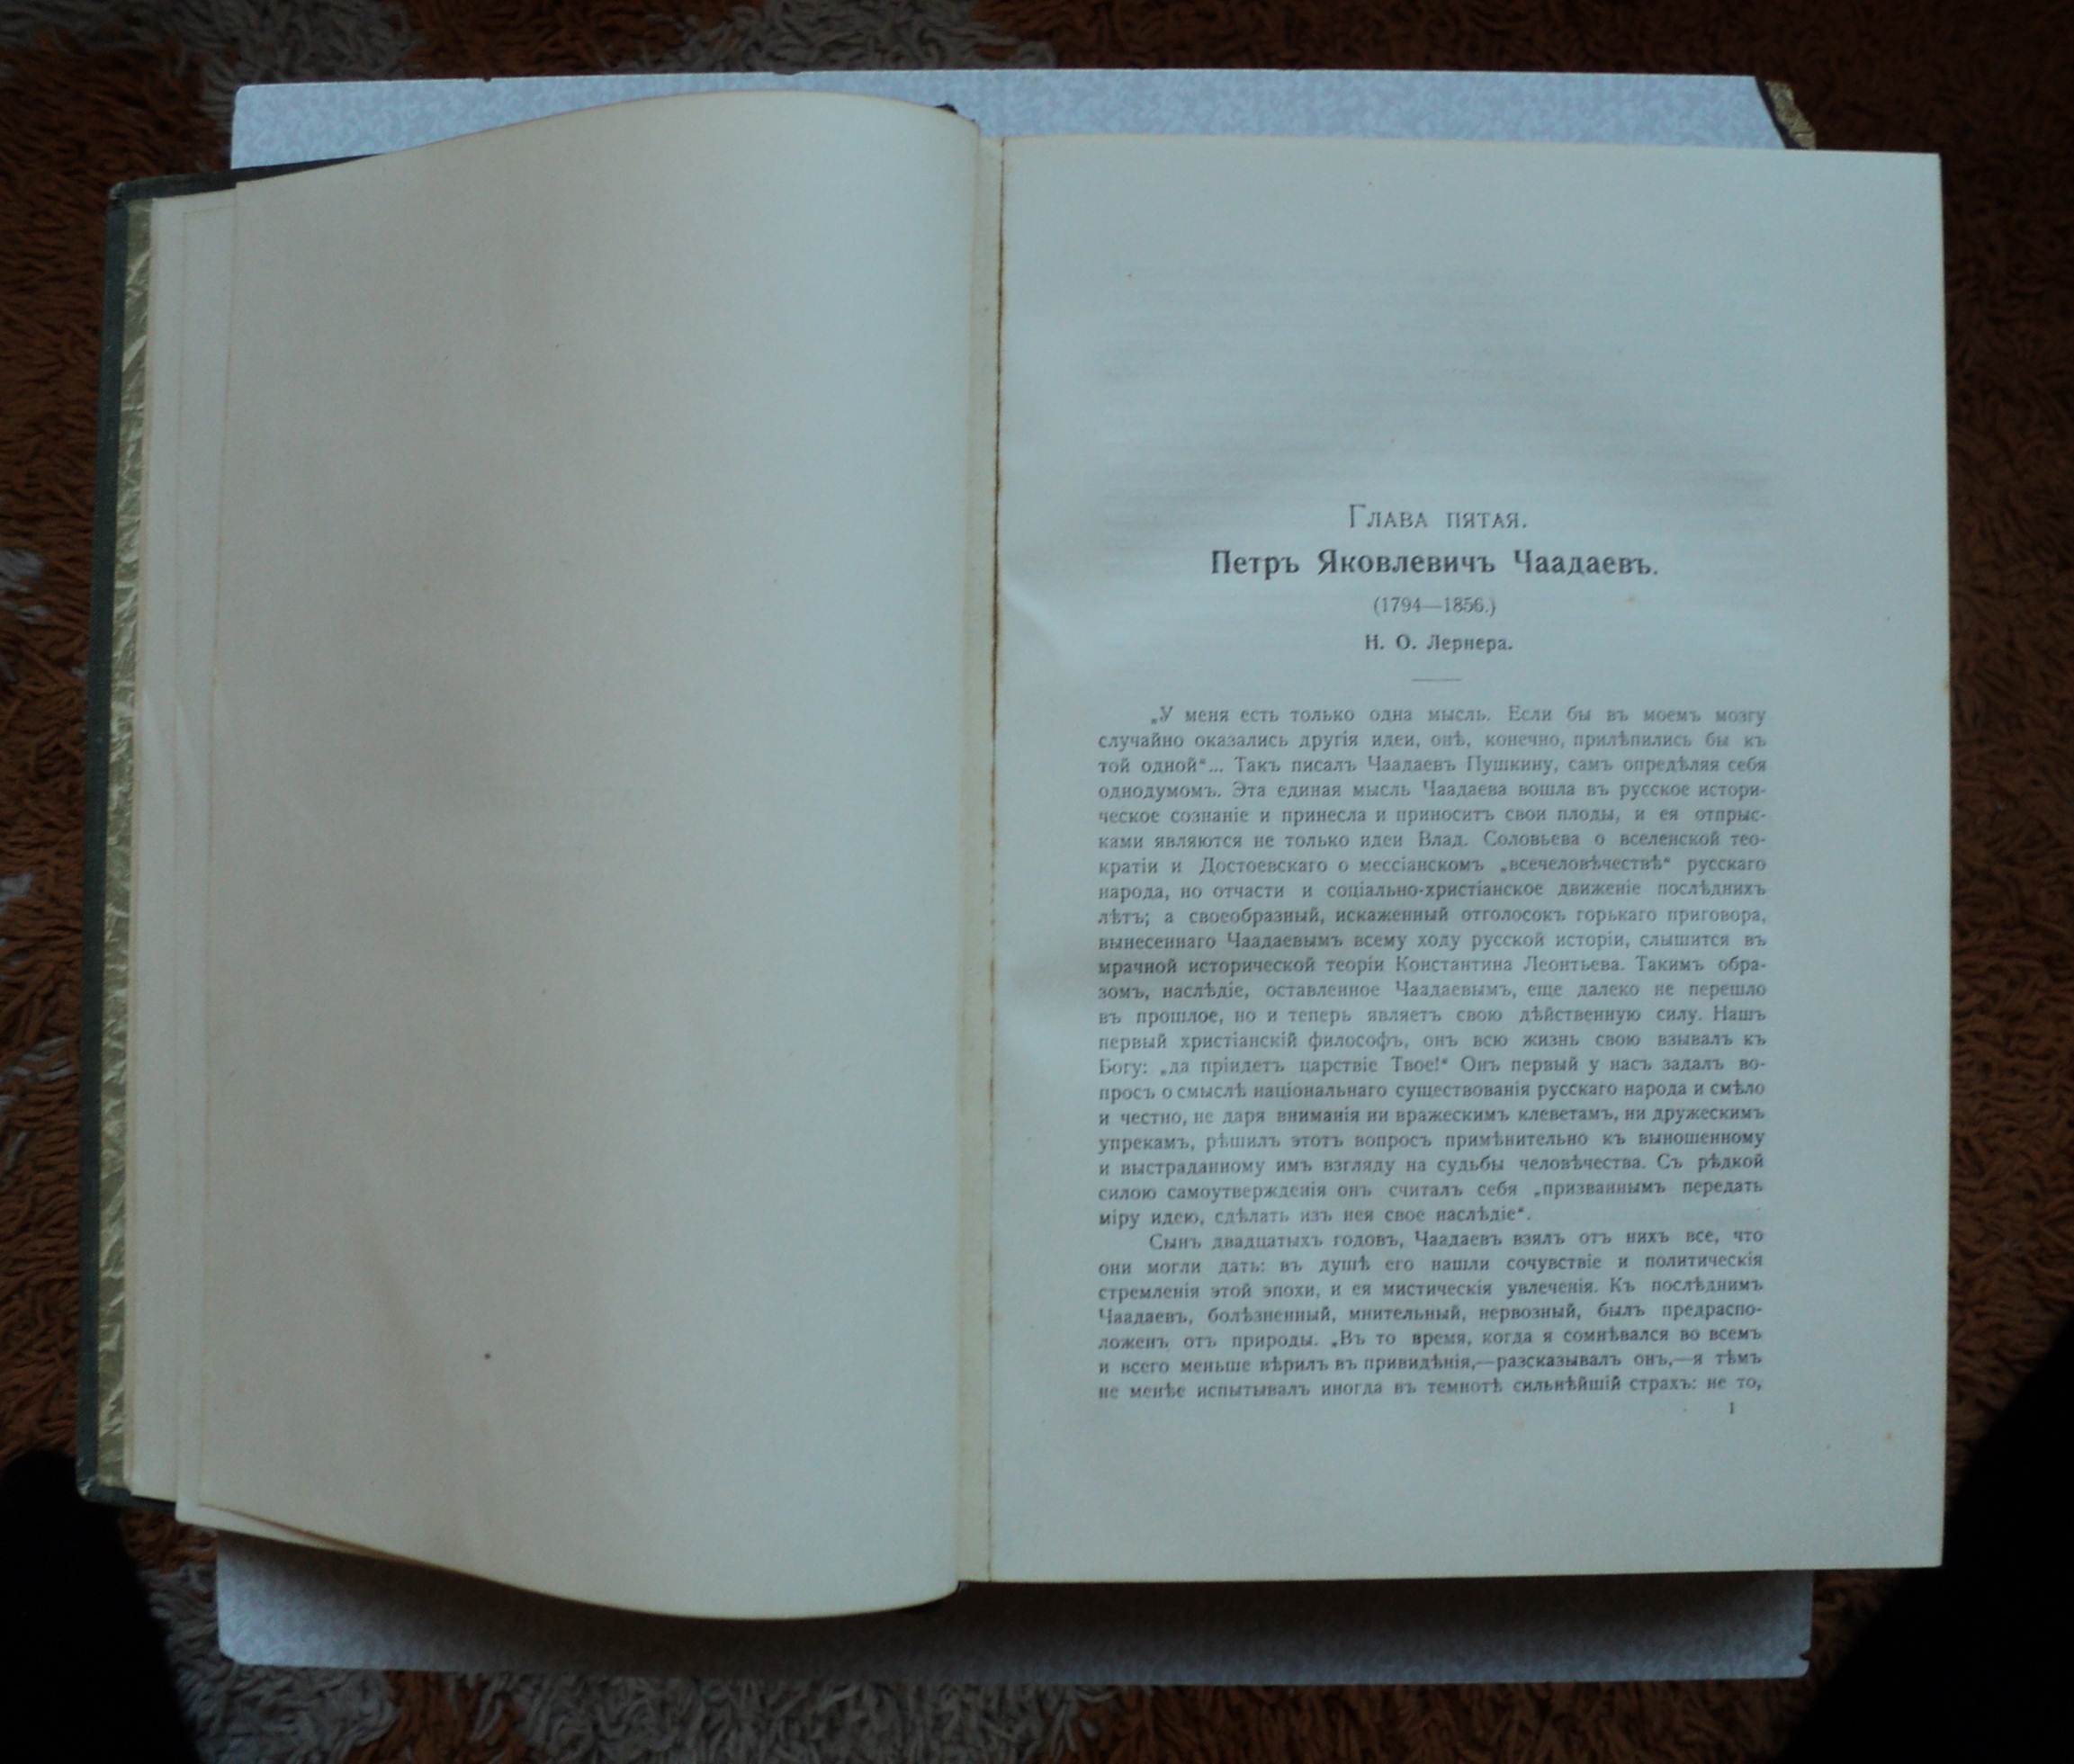 Глава пятая.
Петръ Яковлевичъ Чаадаевъ.
(1794—1856.)
Н. О. Лернера.
„У меня есть только одна мысль. Если бы въ моемъ мозгу
случайно оказались другія идеи, онѣ, конечно, прилѣпились бы къ
той одной“... Такъ писалъ Чаадаевъ Пушкину, самъ опредѣляя себя
однодумомъ. Эта единая мысль Чаадаева вошла въ русское истори-
ческое сознаніе и принесла и приноситъ свои плоды, и ея отпрыс-
ками являются не только идеи Влад. Соловьева о вселенской тео-
кратіи и Достоевскаго о мессіанскомъ „всечеловѣчествѣ“ русскаго
народа, но отчасти и соціально-христіанское движеніе послѣднихъ
лѣтъ; а своеобразный, искаженный отголосокъ горькаго приговора,
вынесеннаго Чаадаевымъ всему ходу русской исторіи, слышится въ
мрачной исторической теоріи Константина Леонтьева. Такимъ обра-
зомъ, наслѣдіе, оставленное Чаадаевымъ, еще далеко не перешло
въ прошлое, но и теперь являетъ свою дѣйственную силу. Нашъ
первый христіанскій философъ, онъ всю жизнь свою взывалъ къ
Богу: „да пріидетъ царствіе Твое!“ Онъ первый у насъ задалъ во-
просъ о смыслѣ національнаго существованія русскаго народа и смѣло
и честно, не даря вниманія ни вражескимъ клеветамъ, ни дружескимъ
упрекамъ, рѣшилъ этотъ вопросъ примѣнительно къ выношенному
и выстраданному имъ взгляду на судьбы человѣчества. Съ рѣдкой
силою самоутвержденія онъ считалъ себя „призваннымъ передать
міру идею, сдѣлать изъ нея свое наслѣдіе“.
Сынъ двадцатыхъ годовъ, Чаадаевъ взялъ отъ нихъ все, что
они могли дать: въ душѣ его нашли сочувствіе и политическія
стремленія этой эпохи, и ея мистическія увлеченія. Къ послѣднимъ
Чаадаевъ, болѣзненный, мнительный, нервозный, былъ предраспо-
ложенъ отъ природы. „Въ то время, когда я сомнѣвался во всемъ
и всего меньше вѣрилъ въ привидѣнія,—разсказывалъ онъ,—я тѣмъ
не менѣе испытывалъ иногда въ темнотѣ сильнѣйшій страхъ: не то,
1